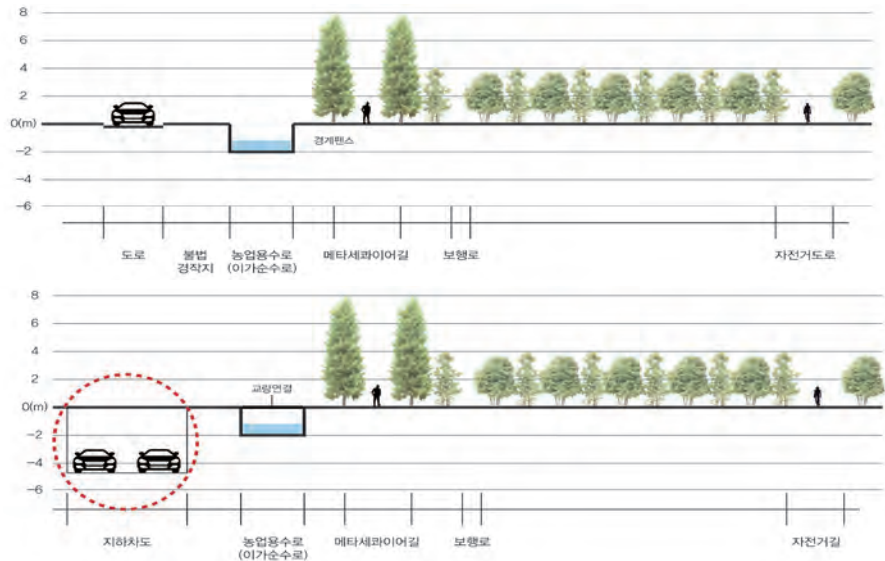 8
6
4
2
0(m)
-2
-4
-6
경계펜스
도로
불법
경작지
농업용수로
(이가순수로)
메타세콰이어길
보행로
자전거도로
8
6
4
2
0(m)
-2
-4
-6
교량연결
지하차도
농업용수로
(이가순수로)
메타세콰이어길
보행로
자전거길